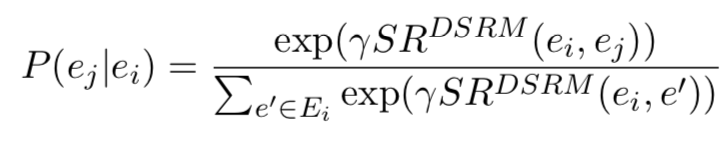 P(e_j|e_i) = \frac{\exp(\gamma SR^{DSRM}(e_i, e_j))}{\sum_{e' \in E_i} \exp(\gamma SR^{DSRM}(e_i, e'))}